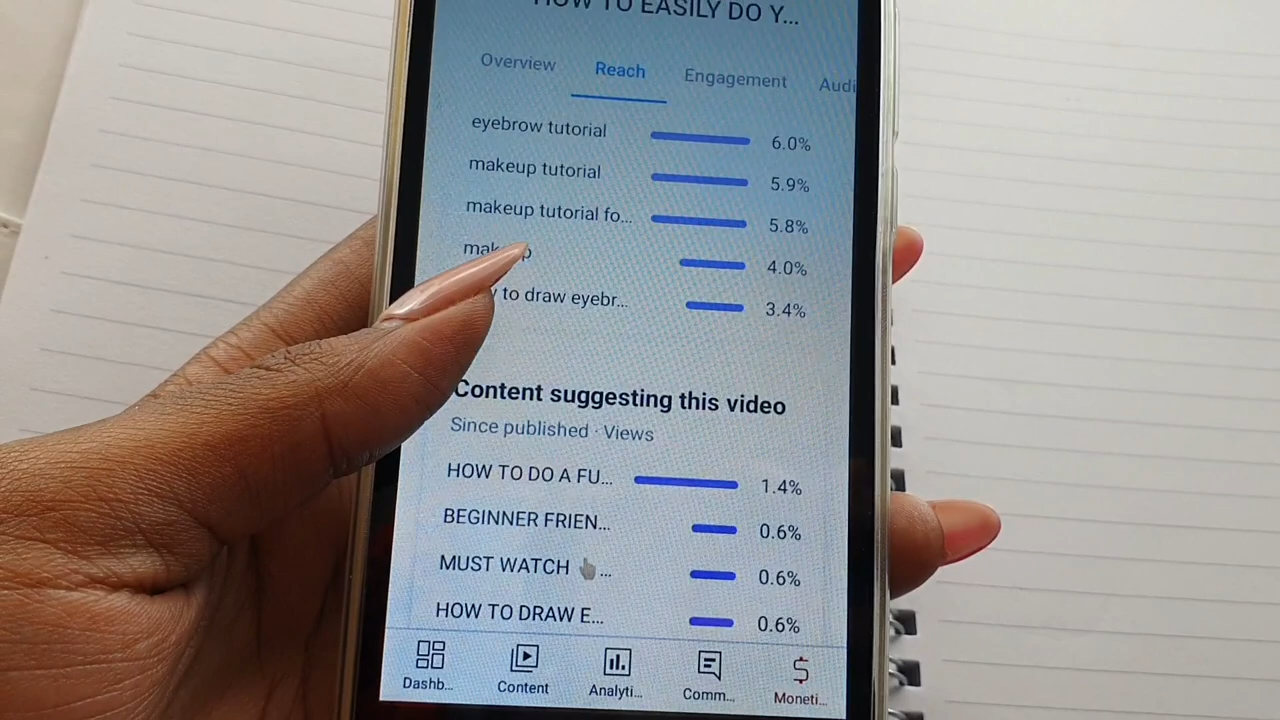 HOW TO EASILY DO Y...
Overview Reach Engagement Audi
eyebrow tutorial 6.0%
makeup tutorial 5.9%
makeup tutorial fo... 5.8%
4.0%
to draw eyebr... 3.4%
Content suggesting this video
Since published · Views
HOW TO DO A FU... 1.4%
BEGINNER FRIEN... 0.6%
MUST WATCH 👆... 0.6%
HOW TO DRAW E... 0.6%
Dashb... Content Analyti... Comm... Moneti...